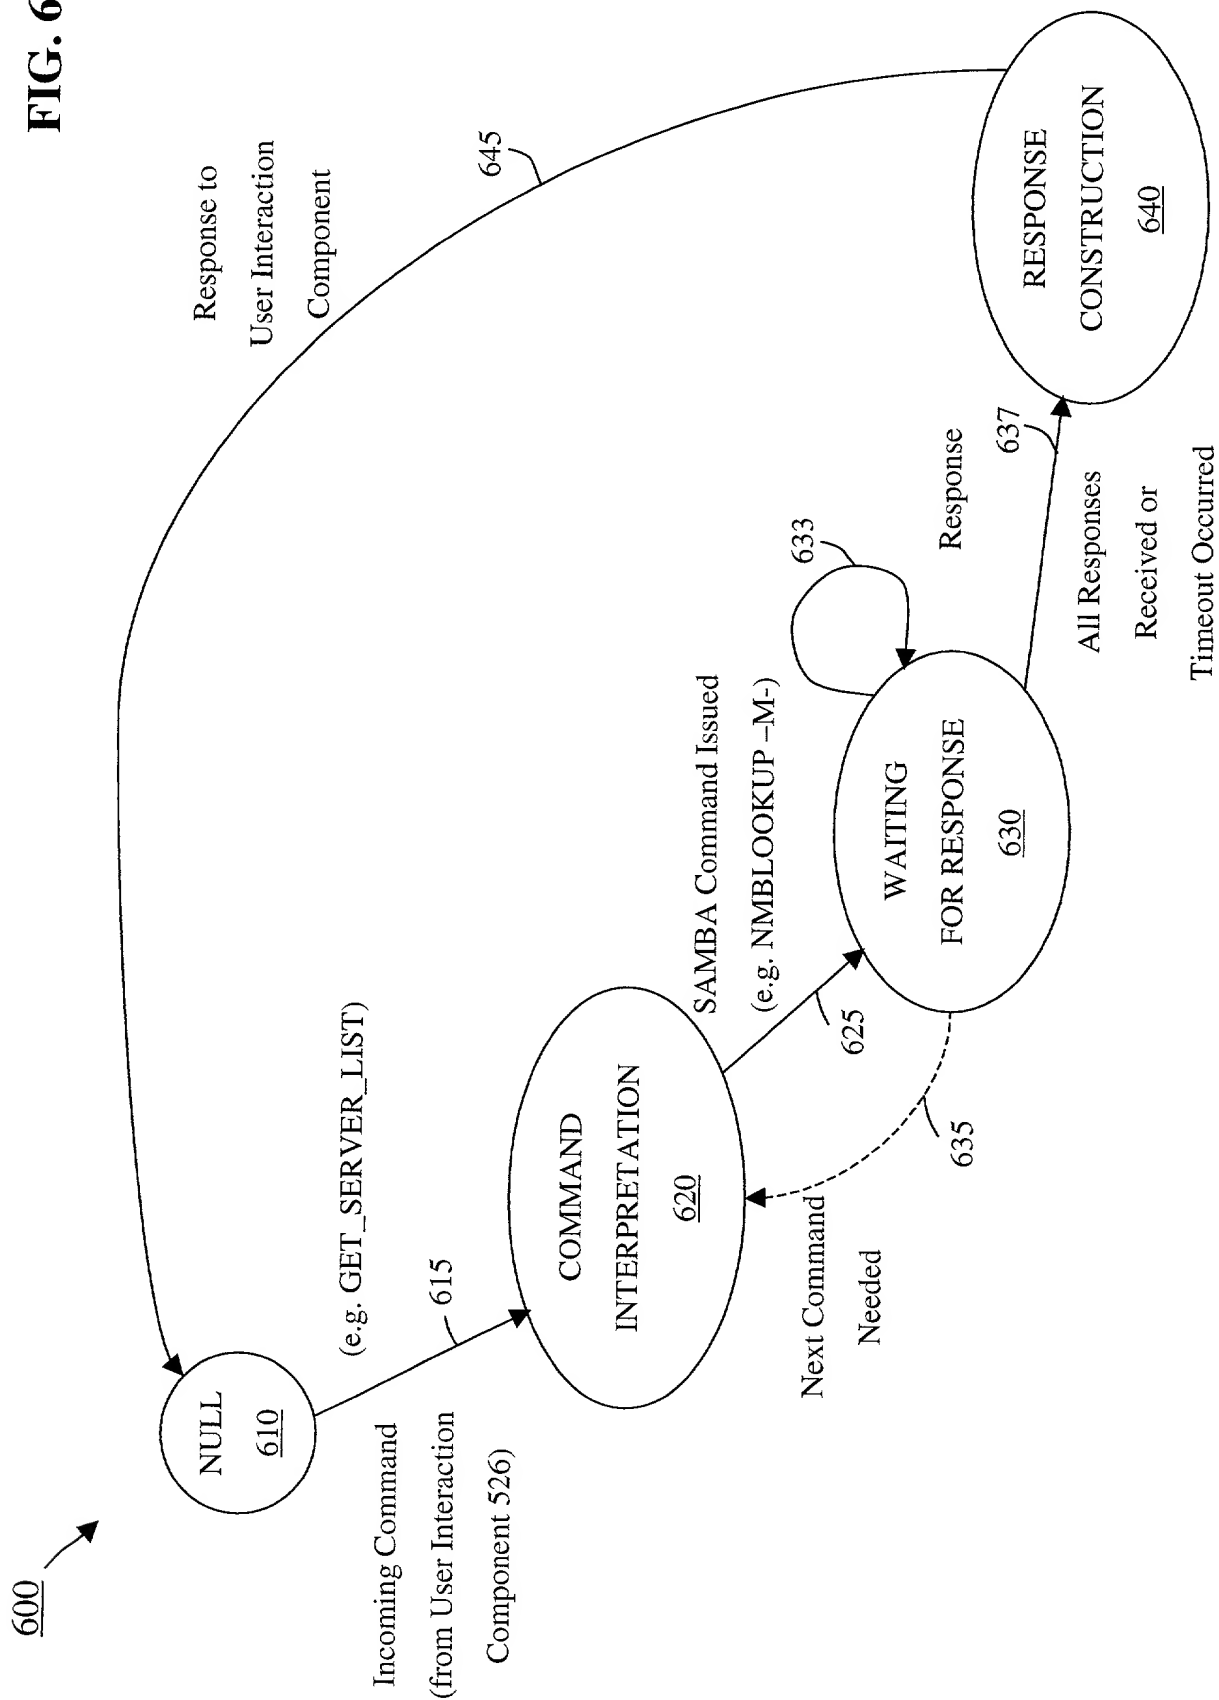 FIG. 6
600
NULL
610
Incoming Command
(from User Interaction
Component 526)
(e.g. GET_SERVER_LIST)
615
COMMAND
INTERPRETATION
620
SAMBA Command Issued
(e.g. NMBLOOKUP –M-)
625
Next Command
Needed
635
WAITING
FOR RESPONSE
630
633
Response
637
All Responses
Received or
Timeout Occurred
RESPONSE
CONSTRUCTION
640
645
Response to
User Interaction
Component